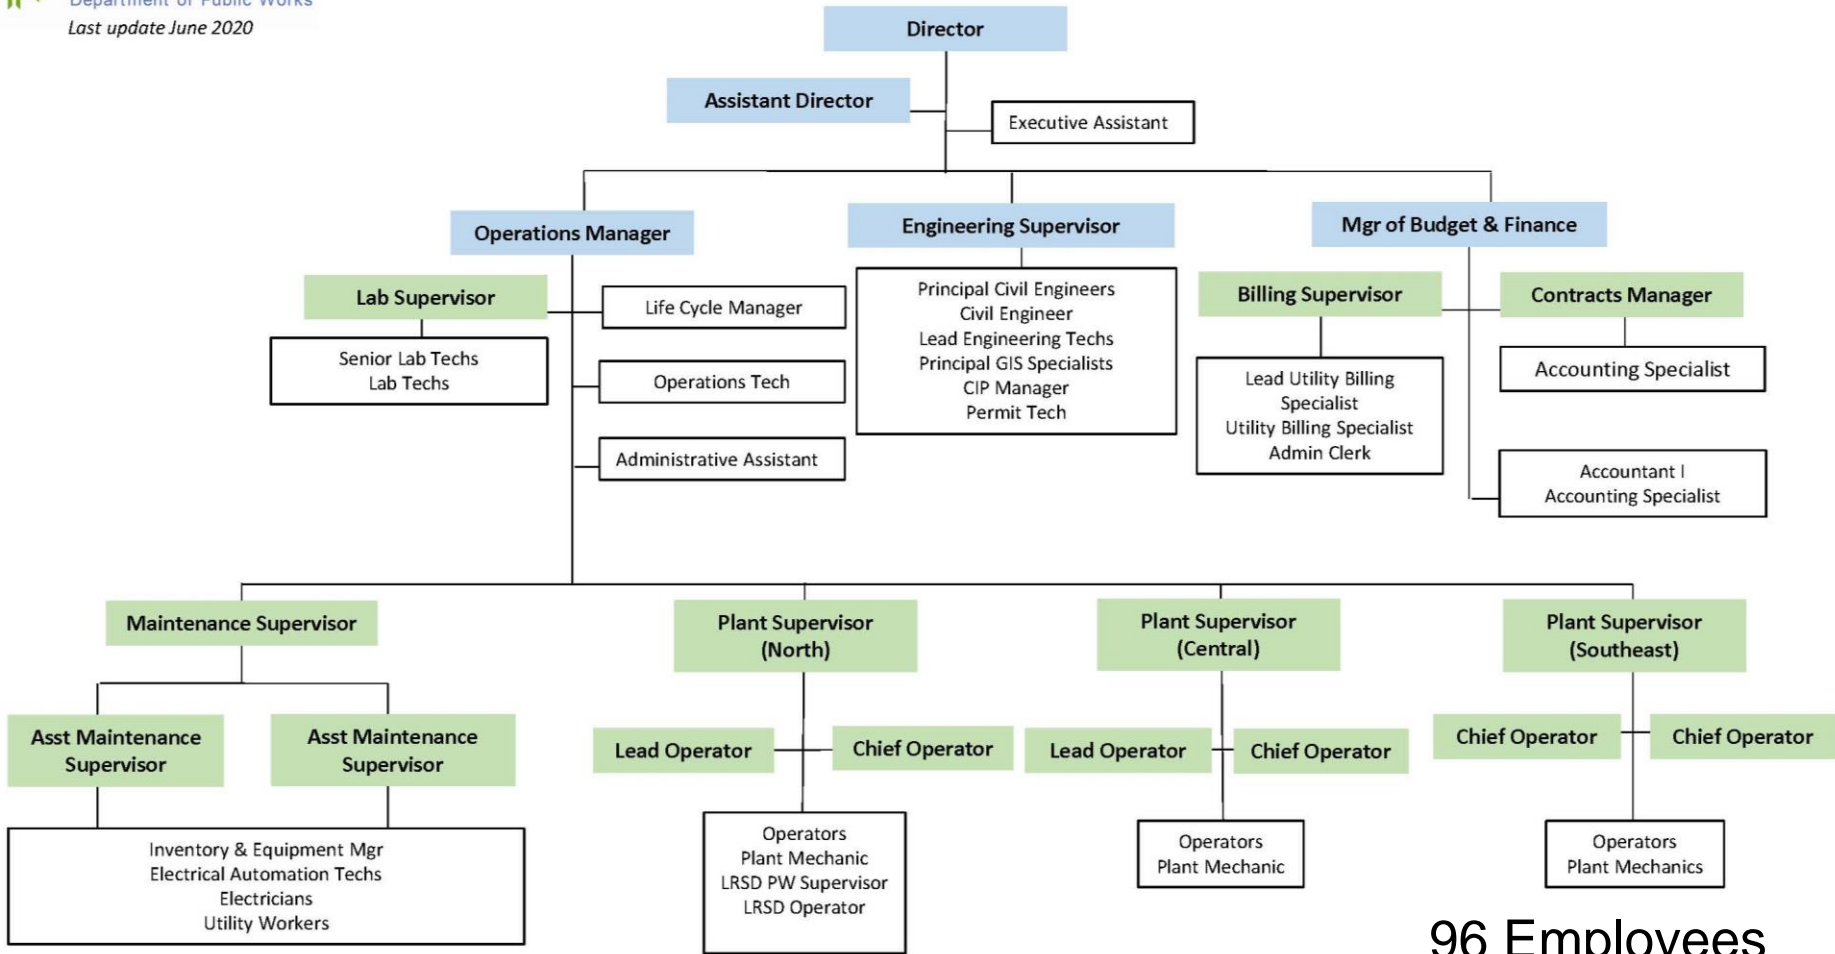 Department of Public Works
Last update June 2020
Director
Assistant Director
Executive Assistant
Operations Manager
Engineering Supervisor
Mgr of Budget & Finance
Lab Supervisor
Senior Lab Techs
Lab Techs
Life Cycle Manager
Operations Tech
Administrative Assistant
Principal Civil Engineers
Civil Engineer
Lead Engineering Techs
Principal GIS Specialists
CIP Manager
Permit Tech
Billing Supervisor
Lead Utility Billing
Specialist
Utility Billing Specialist
Admin Clerk
Contracts Manager
Accounting Specialist
Accountant I
Accounting Specialist
Maintenance Supervisor
Asst Maintenance
Supervisor
Asst Maintenance
Supervisor
Inventory & Equipment Mgr
Electrical Automation Techs
Electricians
Utility Workers
Plant Supervisor
(North)
Lead Operator
Chief Operator
Operators
Plant Mechanic
LRSD PW Supervisor
LRSD Operator
Plant Supervisor
(Central)
Lead Operator
Chief Operator
Operators
Plant Mechanic
Plant Supervisor
(Southeast)
Chief Operator
Chief Operator
Operators
Plant Mechanics
96 Employees